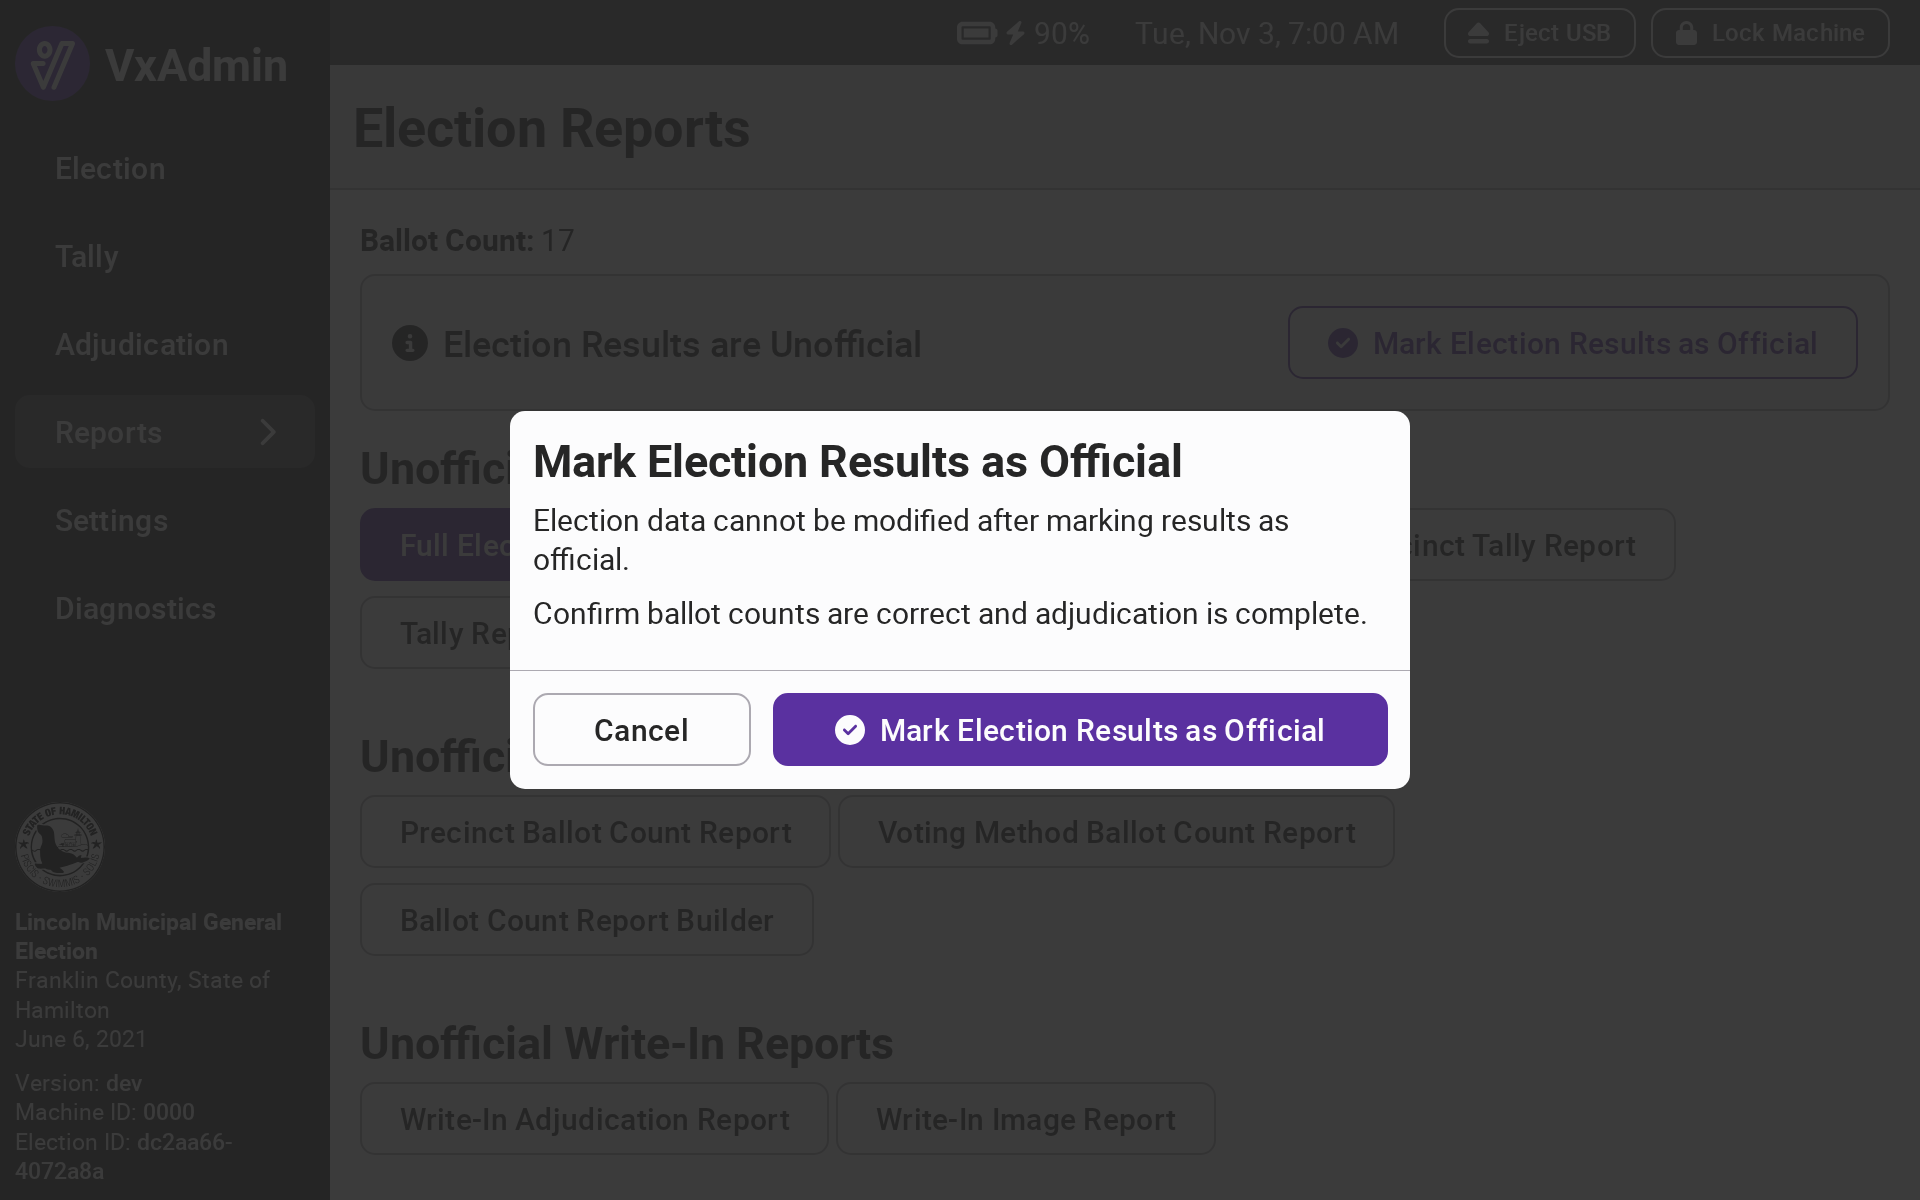 VxAdmin
Election
Tally
Adjudication
Reports
Settings
Diagnostics
STATE OF HAMILTON
Lincoln Municipal General
Election
Franklin County, State of
Hamilton
June 6, 2021
Version: dev
Machine ID: 0000
Election ID: dc2aa66-
4072a8a
90%
Tue, Nov 3, 7:00 AM
Eject USB
Lock Machine
Election Reports
Ballot Count: 17
Election Results are Unofficial
Mark Election Results as Official
Unoffici
Full Elec
cinct Tally Report
Tally Re
Mark Election Results as Official
Election data cannot be modified after marking results as
official.
Confirm ballot counts are correct and adjudication is complete.
Cancel
Mark Election Results as Official
Unoffici
Precinct Ballot Count Report
Voting Method Ballot Count Report
Ballot Count Report Builder
Unofficial Write-In Reports
Write-In Adjudication Report
Write-In Image Report